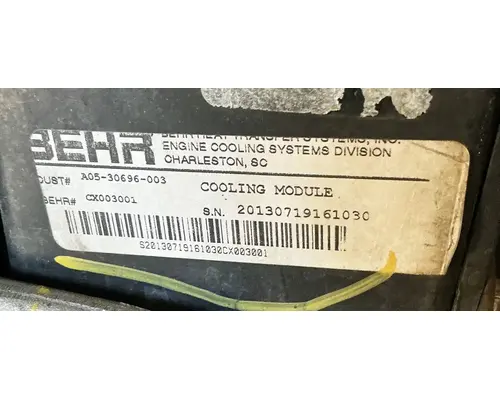 BEHR
BEHR HEAT TRANSFER SYSTEMS, INC.
ENGINE COOLING SYSTEMS DIVISION
CHARLESTON, SC
OUST# A05-30696-003 COOLING MODULE
BEHR# CX003001 S.N. 20130719161030
S20130719161030CX003001